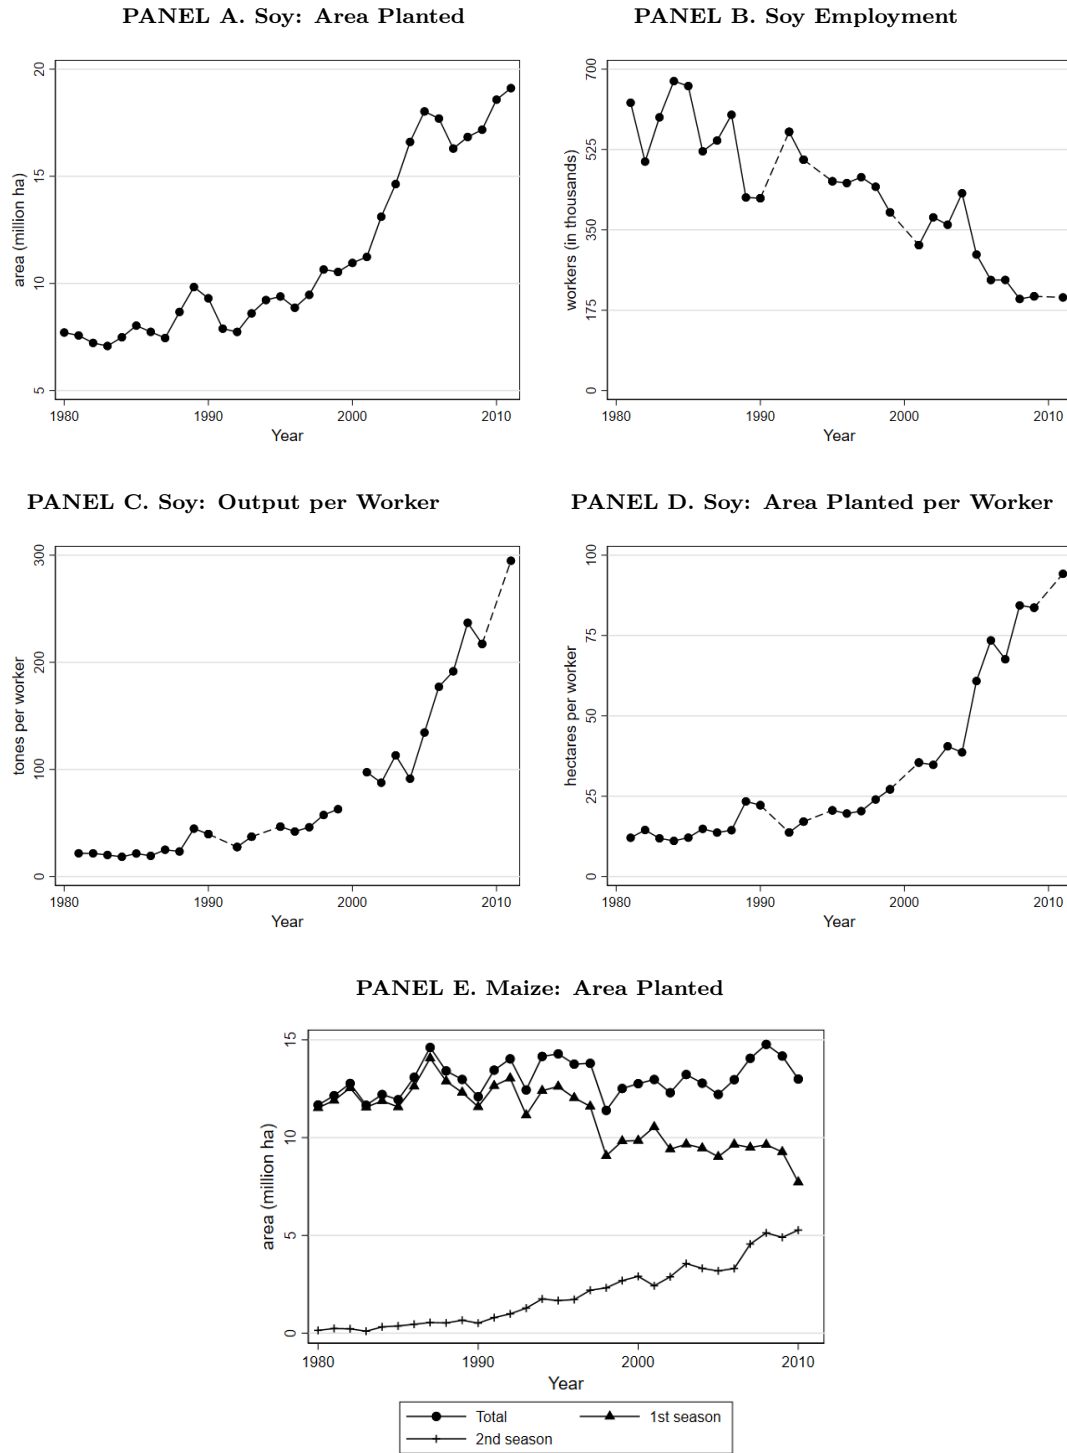 PANEL A. Soy: Area Planted
20
15
10
5
area (million ha)
1980
1990
2000
2010
Year
PANEL B. Soy Employment
700
525
350
175
0
workers (in thousands)
1980
1990
2000
2010
Year
PANEL C. Soy: Output per Worker
300
200
100
0
tones per worker
1980
1990
2000
2010
Year
PANEL D. Soy: Area Planted per Worker
100
75
50
25
0
hectares per worker
1980
1990
2000
2010
Year
PANEL E. Maize: Area Planted
15
10
5
0
area (million ha)
1980
1990
2000
2010
Year
Total
1st season
2nd season